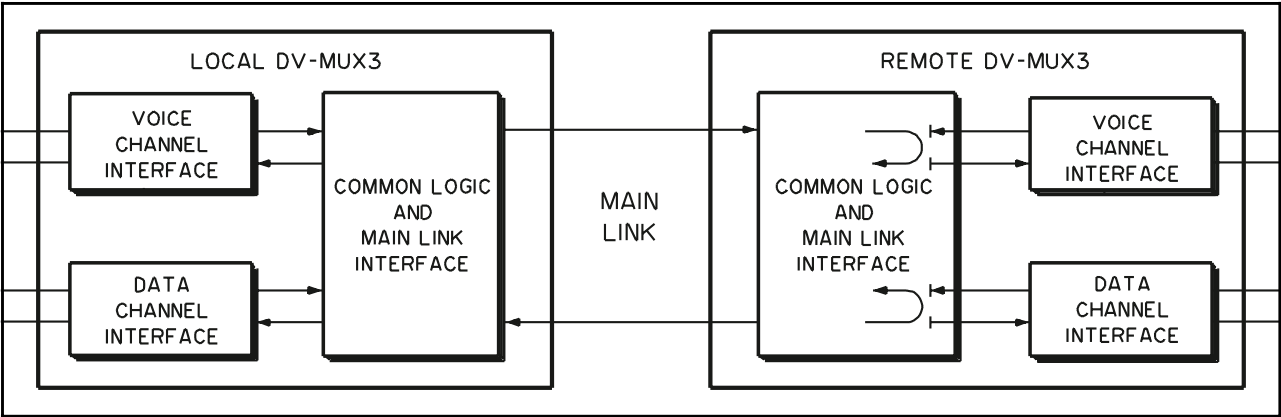 LOCAL DV-MUX3
VOICE
CHANNEL
INTERFACE
COMMON LOGIC
AND
MAIN LINK
INTERFACE
DATA
CHANNEL
INTERFACE
MAIN
LINK
REMOTE DV-MUX3
COMMON LOGIC
AND
MAIN LINK
INTERFACE
VOICE
CHANNEL
INTERFACE
DATA
CHANNEL
INTERFACE